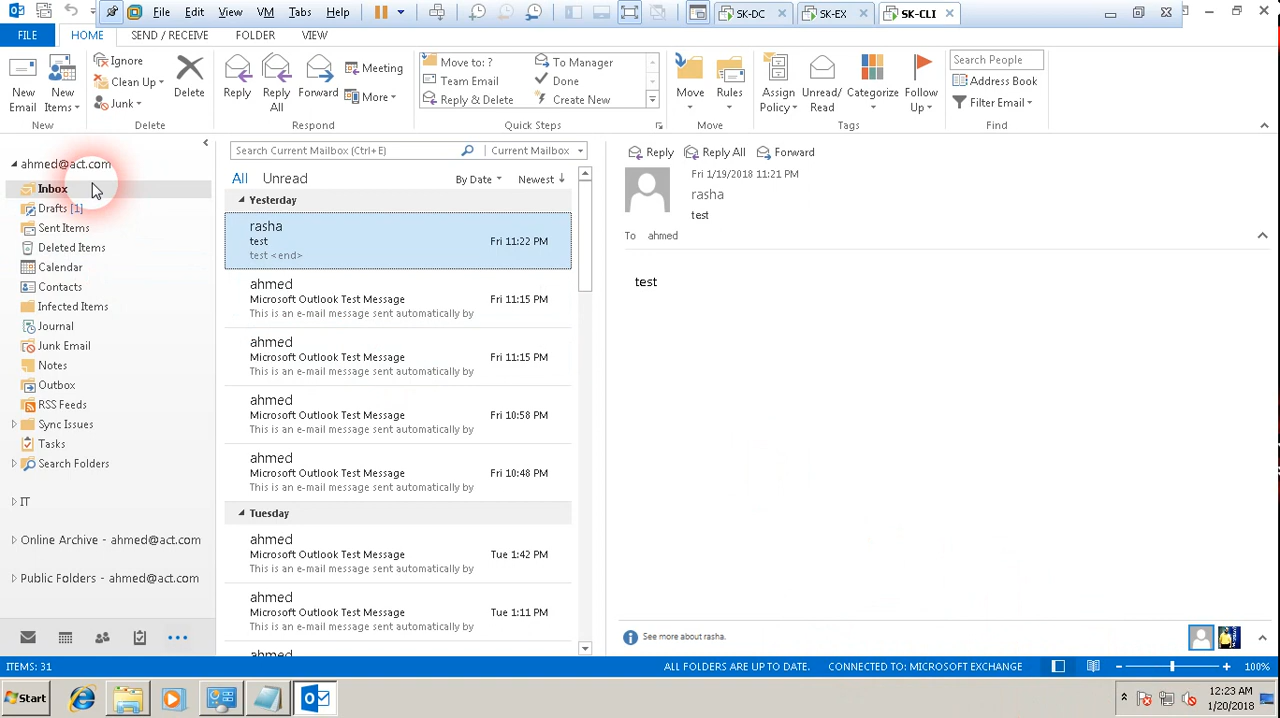 File Edit View VM Tabs Help SK-DC SK-EX SK-CLI
FILE HOME SEND / RECEIVE FOLDER VIEW
New Email
New Items
Ignore
Clean Up
Junk
Delete
Reply
Reply All
Forward
Meeting
More
Move to: ?
Team Email
Reply & Delete
To Manager
Done
Create New
Move
Rules
Assign Policy
Unread/ Read
Categorize
Follow Up
Search People
Address Book
Filter Email
New Delete Respond Quick Steps Move Tags Find
ahmed@act.com
Inbox
Drafts [1]
Sent Items
Deleted Items
Calendar
Contacts
Infected Items
Journal
Junk Email
Notes
Outbox
RSS Feeds
Sync Issues
Tasks
Search Folders
IT
Online Archive - ahmed@act.com
Public Folders - ahmed@act.com
Search Current Mailbox (Ctrl+E) Current Mailbox
All Unread By Date Newest
Yesterday
rasha
test Fri 11:22 PM
test <end>
ahmed
Microsoft Outlook Test Message Fri 11:15 PM
This is an e-mail message sent automatically by
ahmed
Microsoft Outlook Test Message Fri 11:15 PM
This is an e-mail message sent automatically by
ahmed
Microsoft Outlook Test Message Fri 10:58 PM
This is an e-mail message sent automatically by
ahmed
Microsoft Outlook Test Message Fri 10:48 PM
This is an e-mail message sent automatically by
Tuesday
ahmed
Microsoft Outlook Test Message Tue 1:42 PM
This is an e-mail message sent automatically by
ahmed
Microsoft Outlook Test Message Tue 1:11 PM
This is an e-mail message sent automatically by
ahmed
Reply Reply All Forward
Fri 1/19/2018 11:21 PM
rasha
test
To ahmed
test
See more about rasha.
ITEMS: 31 ALL FOLDERS ARE UP TO DATE. CONNECTED TO: MICROSOFT EXCHANGE 100%
Start 12:23 AM
1/20/2018